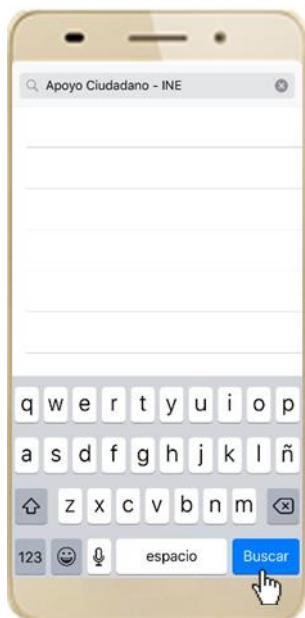 Apoyo Ciudadano - INE
q w e r t y u i o p
a s d f g h j k l ñ
z x c v b n m
123 espacio Buscar